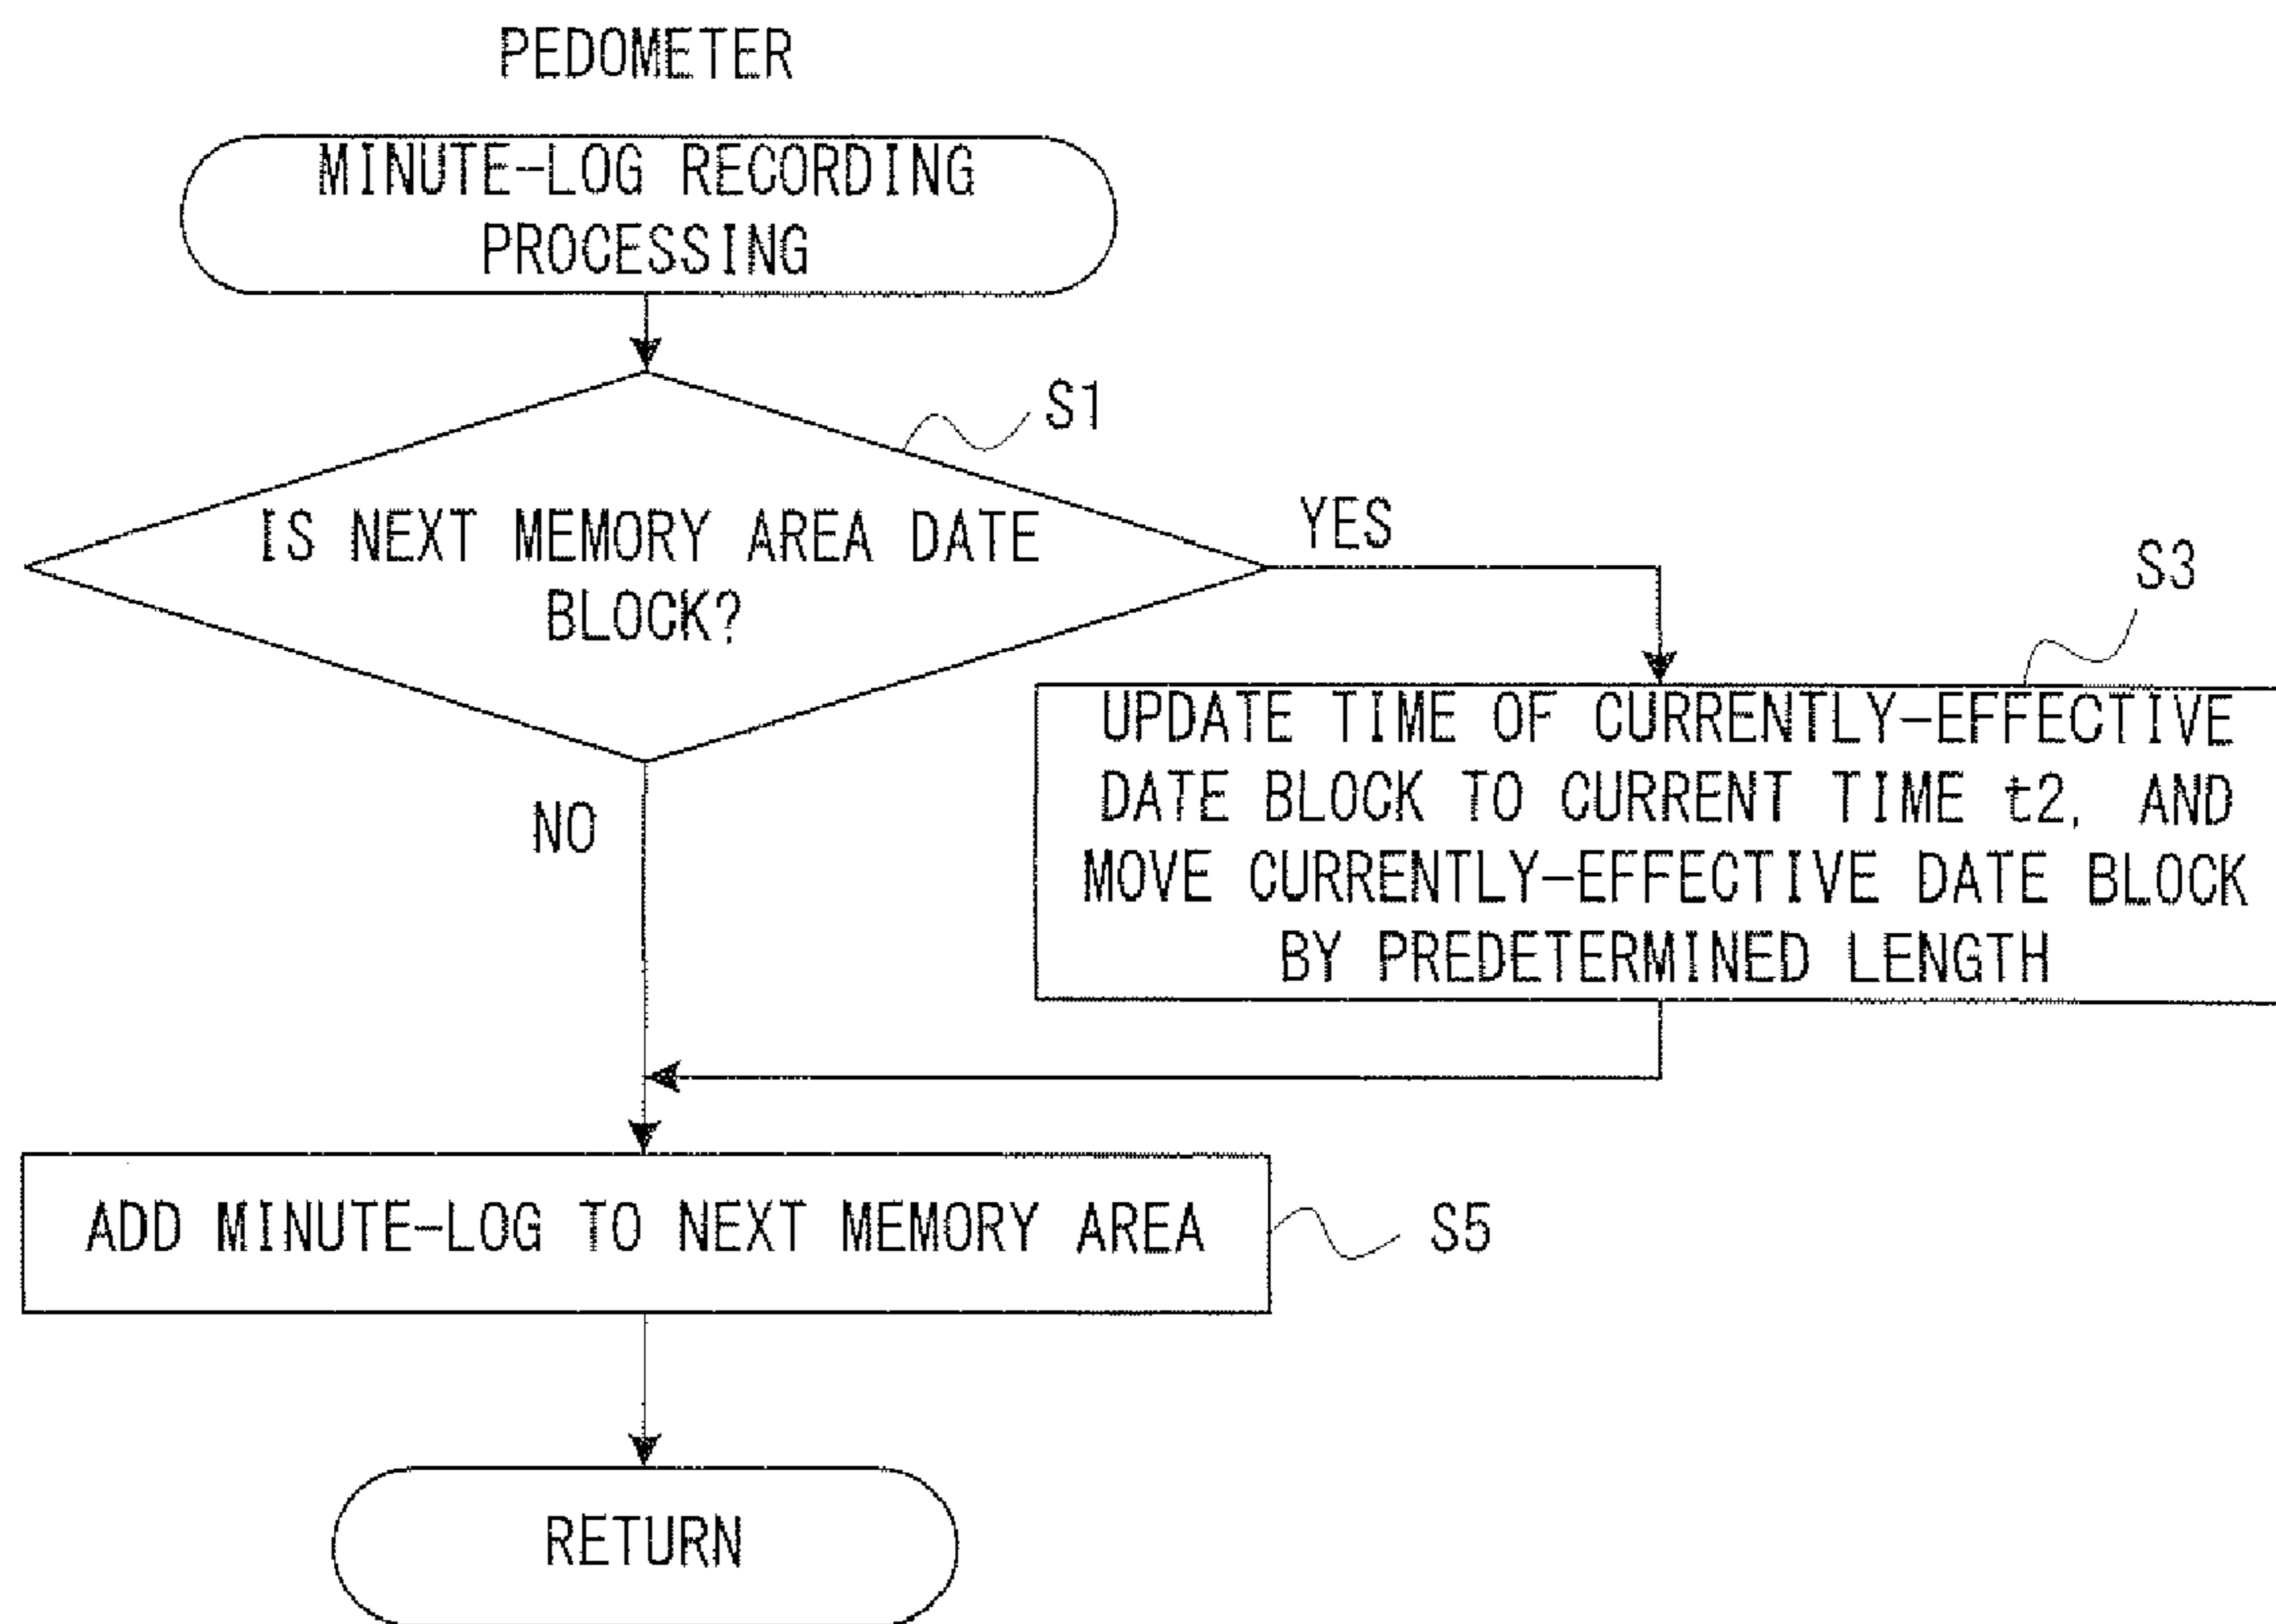 PEDOMETER
MINUTE-LOG RECORDING
PROCESSING
S1
IS NEXT MEMORY AREA DATE
BLOCK?
YES
NO
S3
UPDATE TIME OF CURRENTLY-EFFECTIVE
DATE BLOCK TO CURRENT TIME t2, AND
MOVE CURRENTLY-EFFECTIVE DATE BLOCK
BY PREDETERMINED LENGTH
ADD MINUTE-LOG TO NEXT MEMORY AREA
S5
RETURN